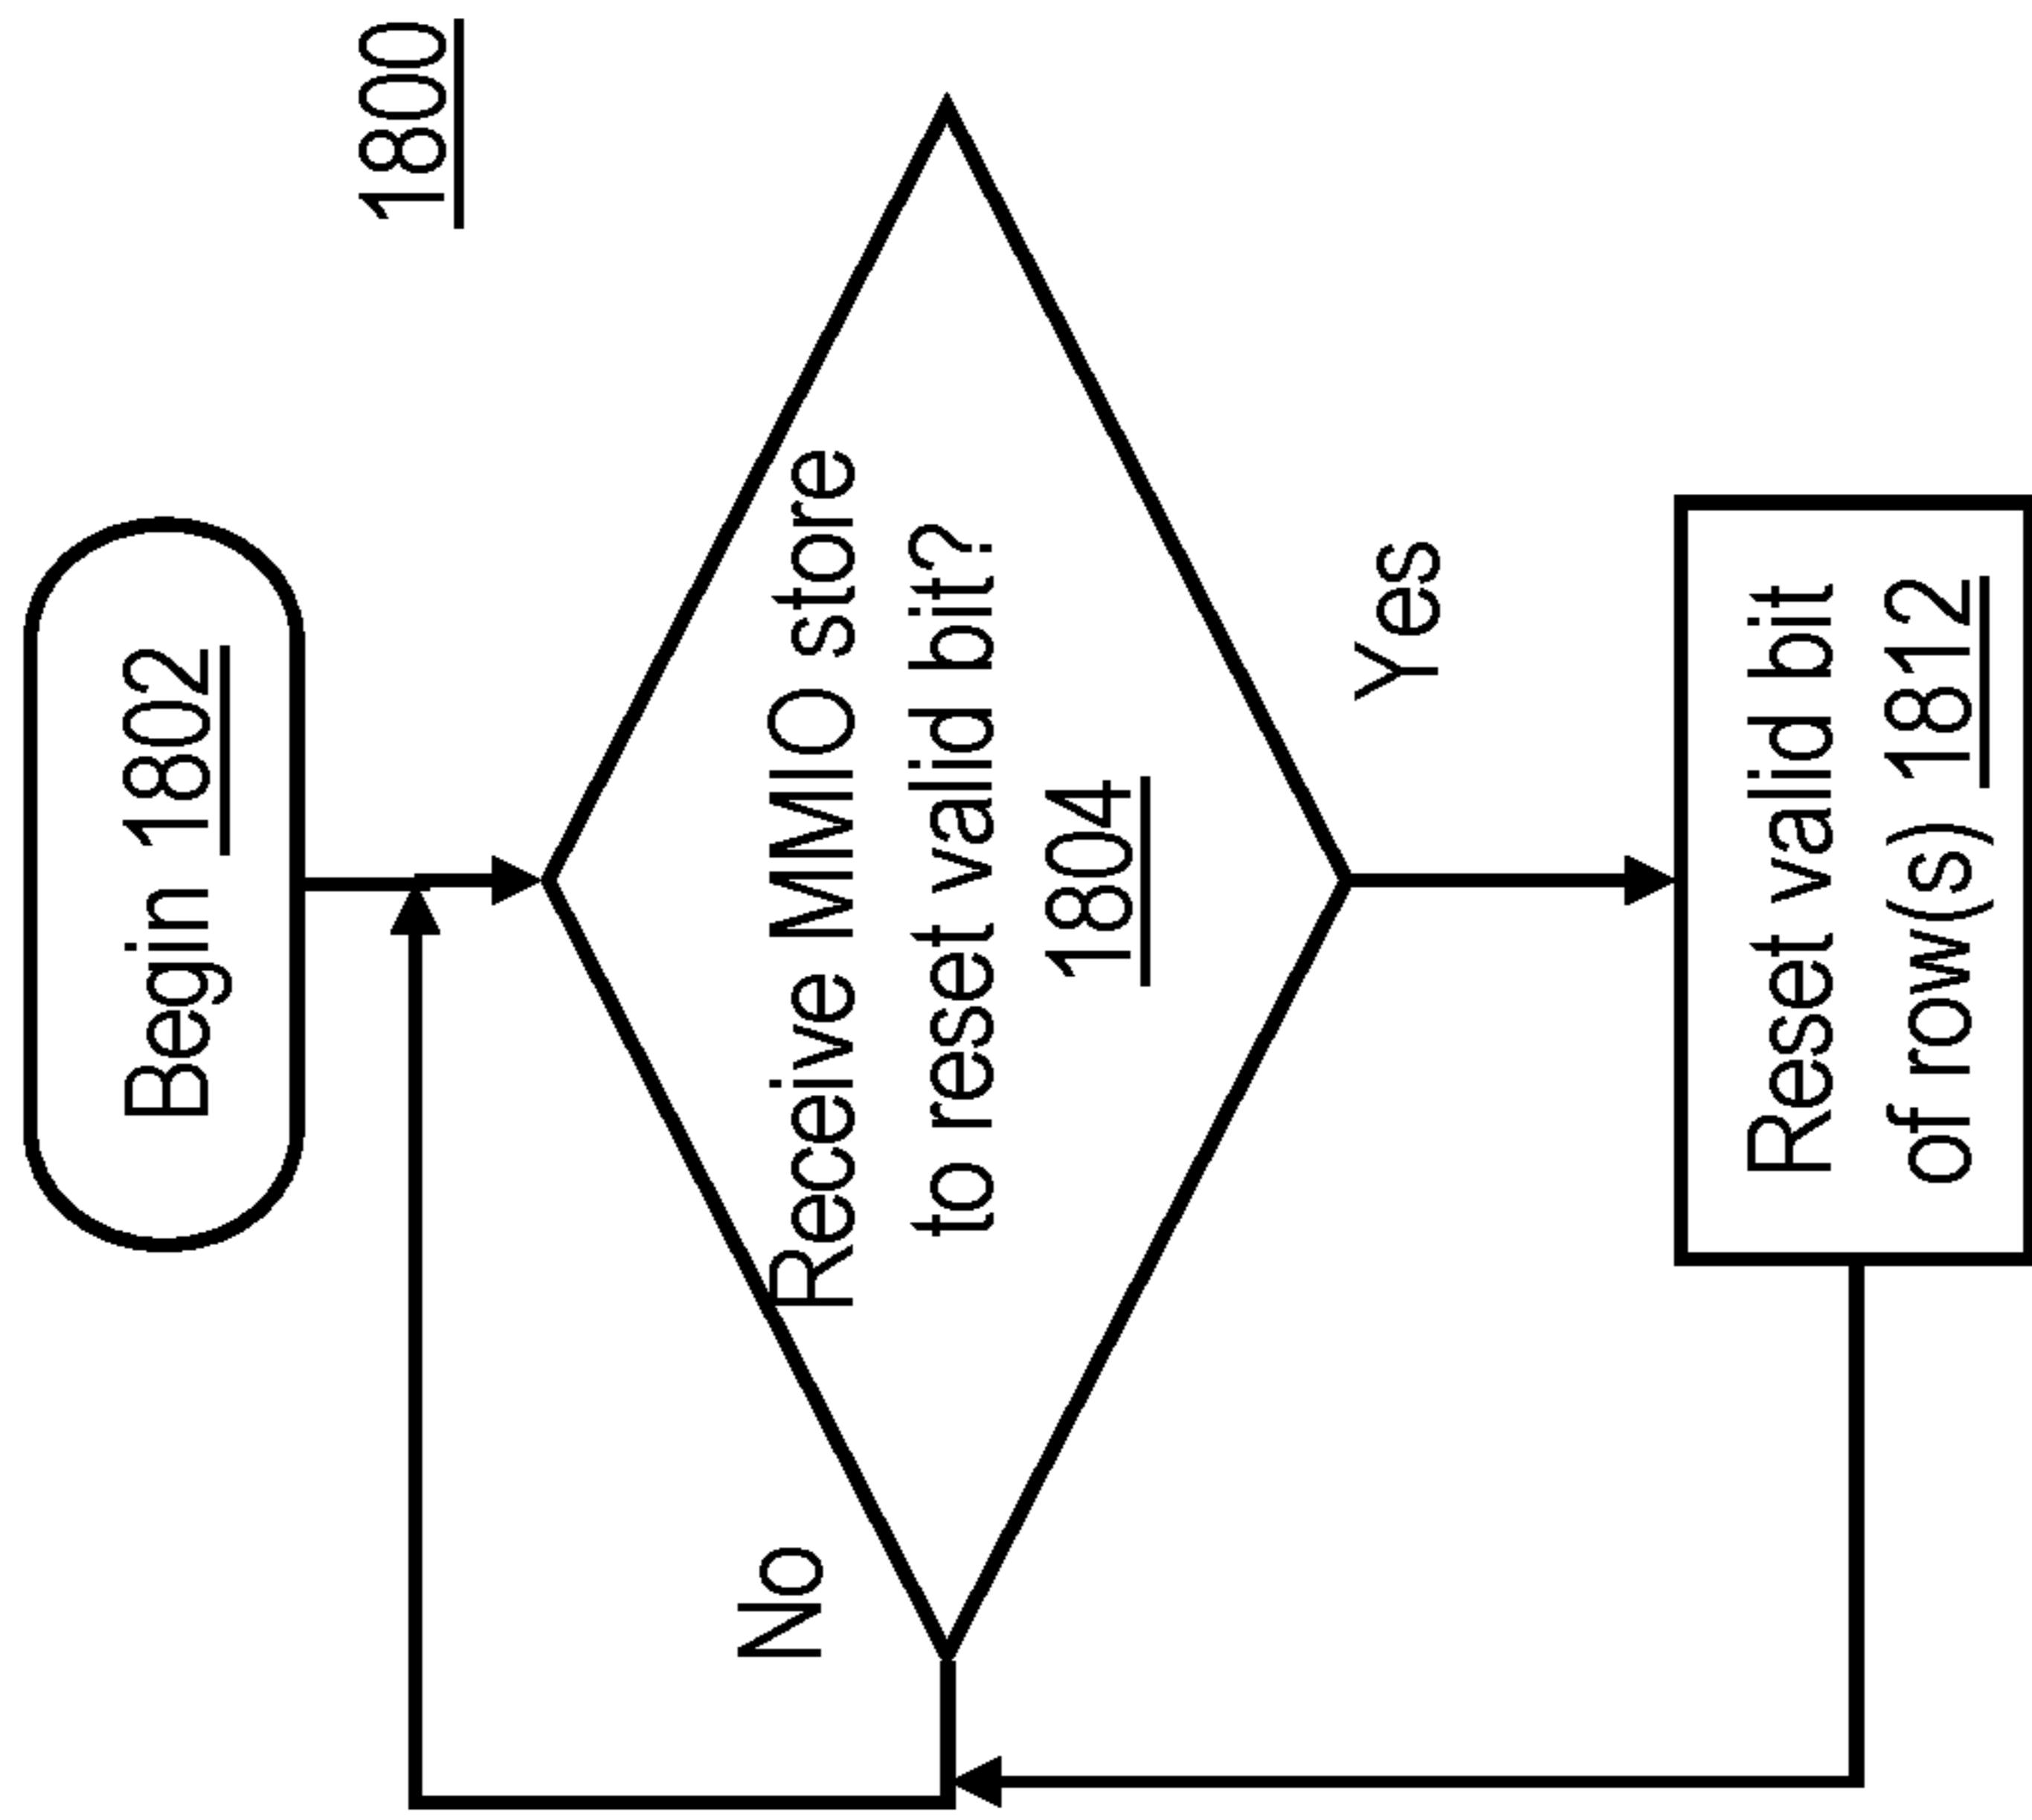 1800
Begin 1802
Receive MMIO store
to reset valid bit?
1804
No
Yes
Reset valid bit
of row(s) 1812